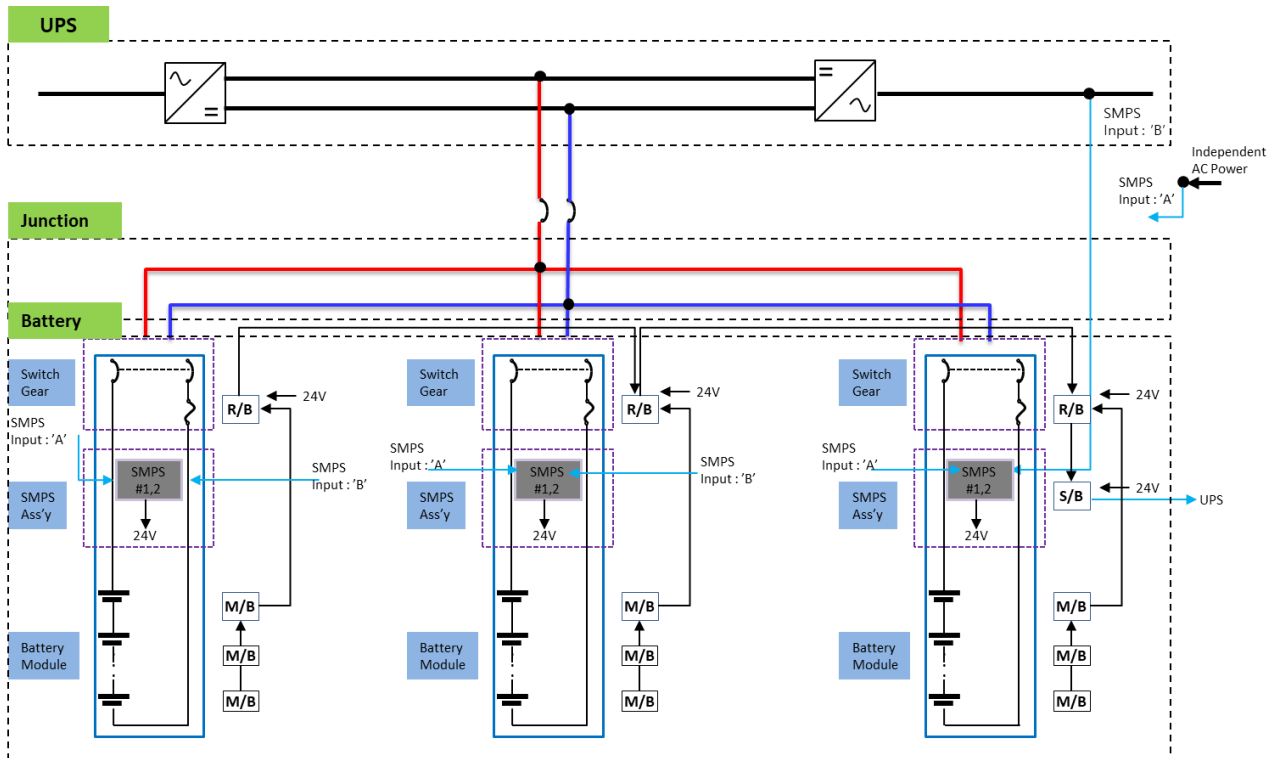 UPS
SMPS
Input : 'B'
Independent
AC Power
SMPS
Input : 'A'
Junction
Battery
Switch
Gear
R/B
24V
SMPS
Input : 'A'
SMPS
#1,2
SMPS
Input : 'B'
SMPS
Ass'y
24V
M/B
Battery
Module
M/B
M/B
Switch
Gear
R/B
24V
SMPS
Input : 'A'
SMPS
#1,2
SMPS
Input : 'B'
SMPS
Ass'y
24V
M/B
Battery
Module
M/B
M/B
Switch
Gear
R/B
24V
SMPS
Input : 'A'
SMPS
#1,2
SMPS
Ass'y
24V
S/B
24V
UPS
M/B
Battery
Module
M/B
M/B